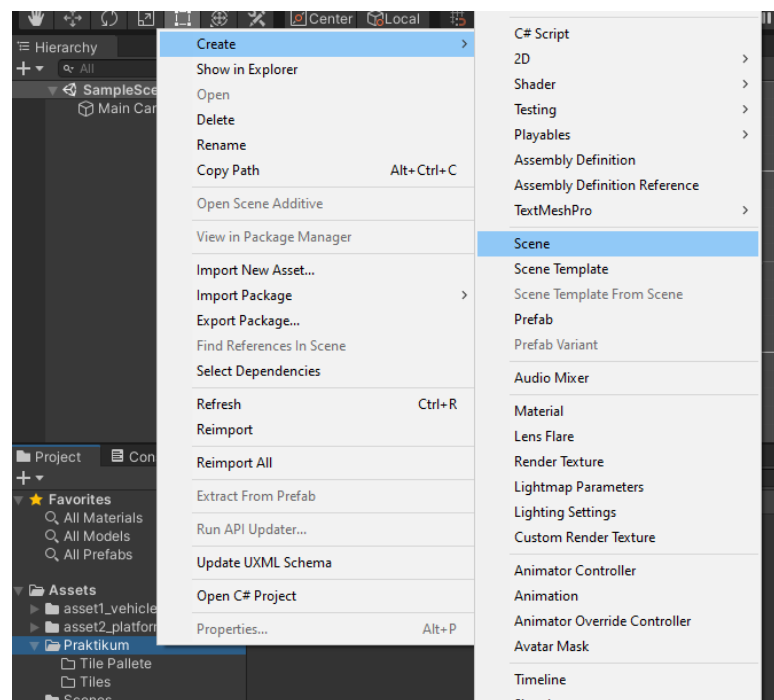 Center
Local
Hierarchy
All
SampleSce
Main Car
Create
Show in Explorer
Open
Delete
Rename
Copy Path Alt+Ctrl+C
Open Scene Additive
View in Package Manager
Import New Asset...
Import Package
Export Package...
Find References In Scene
Select Dependencies
Refresh Ctrl+R
Reimport
Reimport All
Extract From Prefab
Run API Updater...
Update UXML Schema
Open C# Project
Properties... Alt+P
C# Script
2D
Shader
Testing
Playables
Assembly Definition
Assembly Definition Reference
TextMeshPro
Scene
Scene Template
Scene Template From Scene
Prefab
Prefab Variant
Audio Mixer
Material
Lens Flare
Render Texture
Lightmap Parameters
Lighting Settings
Custom Render Texture
Animator Controller
Animation
Animator Override Controller
Avatar Mask
Timeline
Project
Con
Favorites
All Materials
All Models
All Prefabs
Assets
asset1_vehicle
asset2_platforr
Praktikum
Tile Pallete
Tiles
Scenes